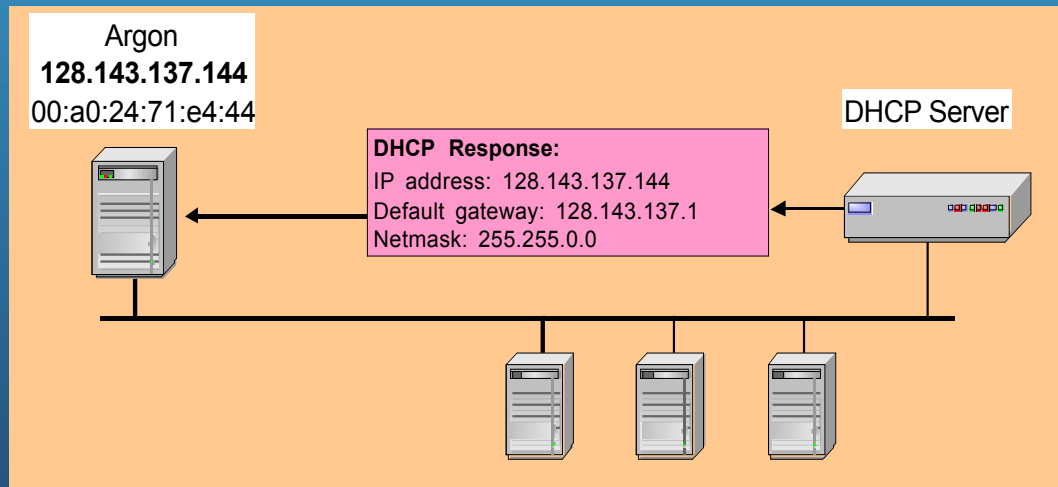 Argon
128.143.137.144
00:a0:24:71:e4:44
DHCP Server
DHCP Response:
IP address: 128.143.137.144
Default gateway: 128.143.137.1
Netmask: 255.255.0.0